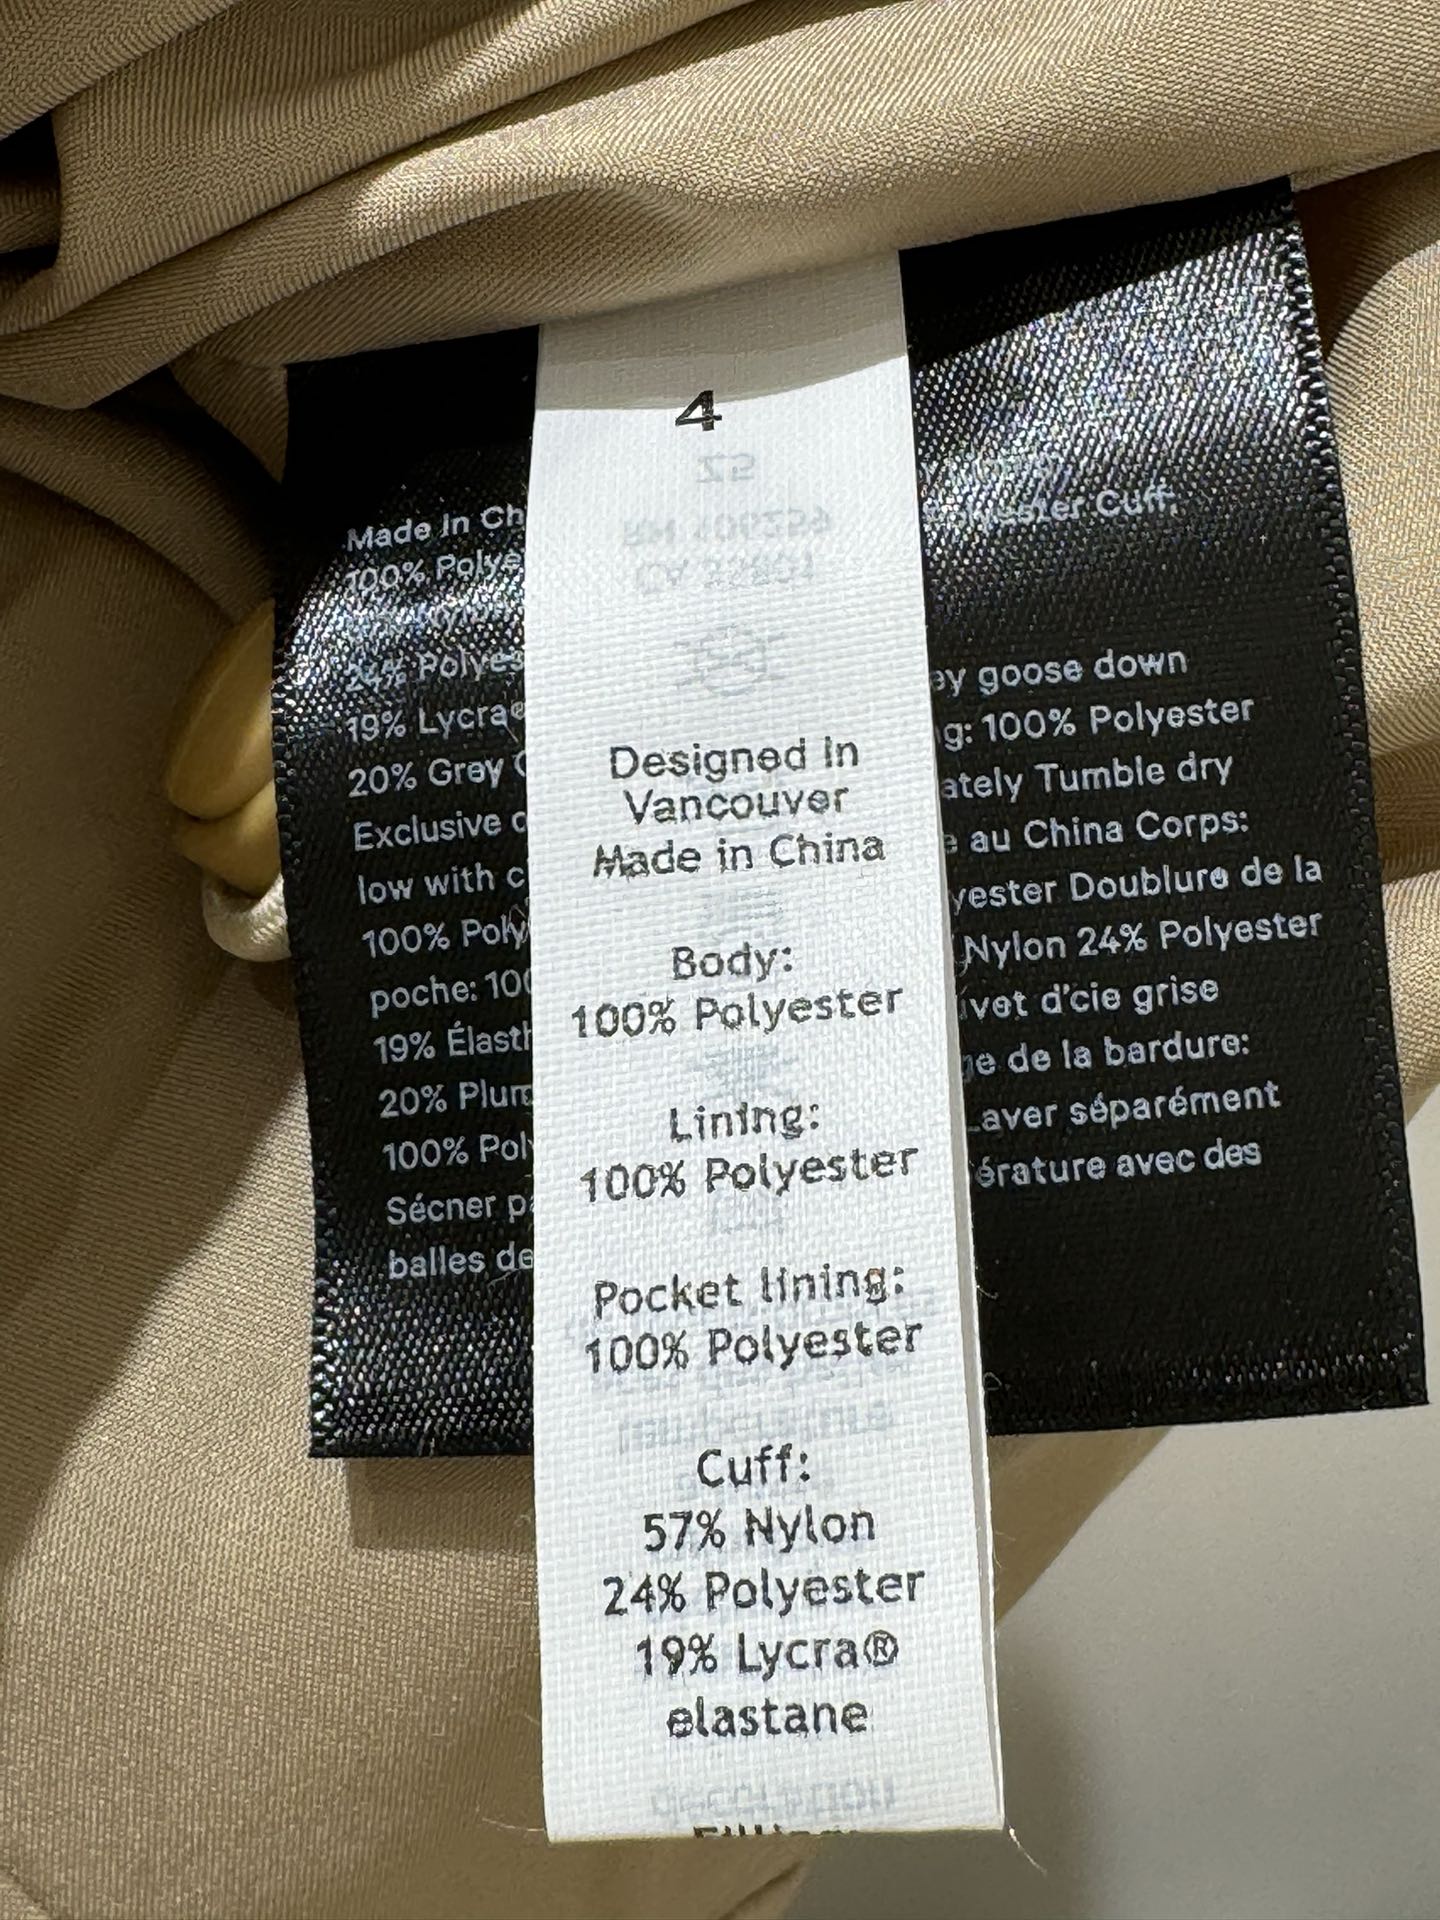 4
Designed in
Vancouver
Made in China
Body:
100% Polyester
Lining:
100% Polyester
Pocket lining:
100% Polyester
Cuff:
57% Nylon
24% Polyester
19% Lycra®
elastane
Made In Ch
100% Polye
24% Polyes
19% Lycra®
20% Grey
Exclusive
low with c
100% Poly
poche: 100
19% Élasth
20% Plum
100% Poly
Sécner pa
balles de
Cuff:
ey goose down
g: 100% Polyester
ately Tumble dry
e au China Corps:
yester Doublure de la
Nylon 24% Polyester
vet d'cie grise
ge de la bardure:
Laver séparément
érature avec des